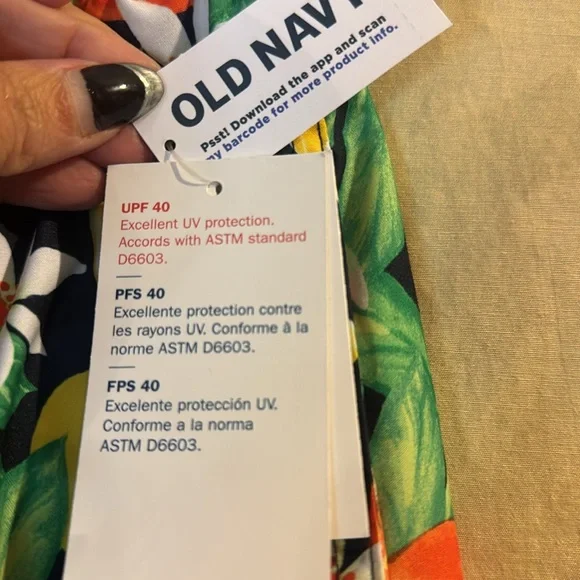 OLD NAVY
Psst! Download the app and scan
my barcode for more product info.
UPF 40
Excellent UV protection.
Accords with ASTM standard
D6603.
PFS 40
Excellente protection contre
les rayons UV. Conforme à la
norme ASTM D6603.
FPS 40
Excelente protección UV.
Conforme a la norma
ASTM D6603.